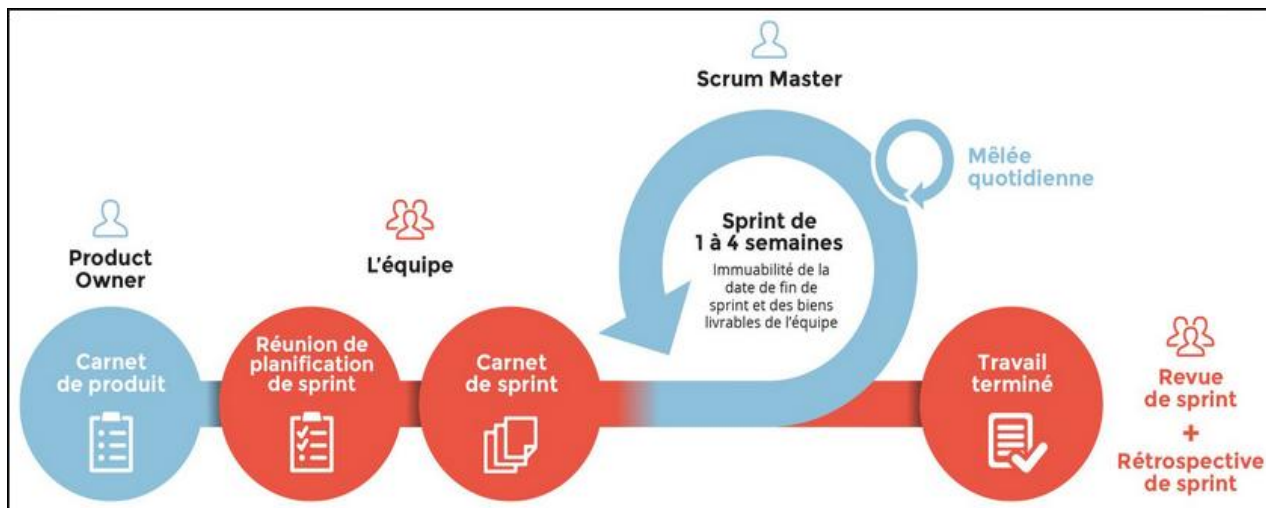 Scrum Master
Mêlée
quotidienne
Product
Owner
L'équipe
Sprint de
1 à 4 semaines
Immuabilité de la
date de fin de
sprint et des biens
livrables de l'équipe
Carnet
de produit
Réunion de
planification
de sprint
Carnet
de sprint
Travail
terminé
Revue
de sprint
+
Rétrospective
de sprint